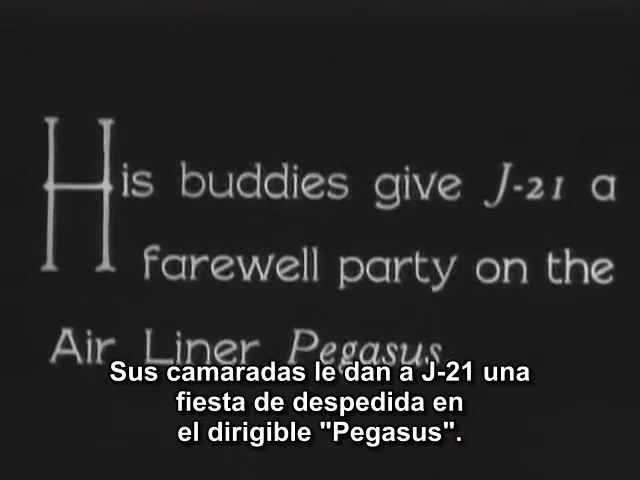 His buddies give J-21 a
farewell party on the
Air Liner Pegasus
Sus camaradas le dan a J-21 una
fiesta de despedida en
el dirigible "Pegasus".